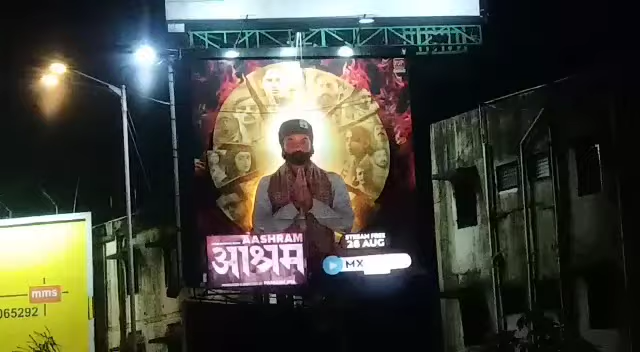 AASHRAM
आश्रम
STREAM FREE
28 AUG
MX
mms
065292